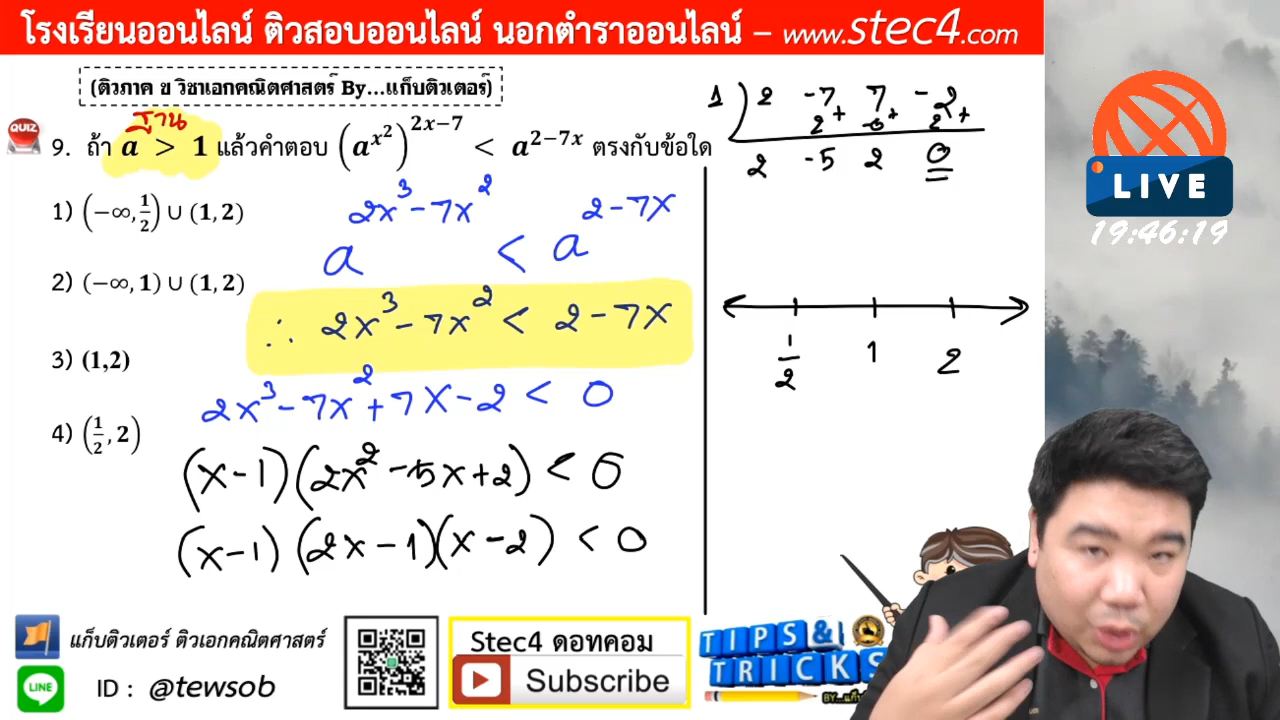 โรงเรียนออนไลน์ ติวสอบออนไลน์ นอกตำราออนไลน์ – www.stec4.com
(ติวภาค ข วิชาเอกคณิตศาสตร์ By...แก็บติวเตอร์)
ฐาน
QUIZ
9. ถ้า a > 1 แล้วคำตอบ (a^{x^2})^{2x−7} < a^{2−7x} ตรงกับข้อใด
1) (−∞, 1/2) ∪ (1, 2)
2) (−∞, 1) ∪ (1, 2)
3) (1,2)
4) (1/2, 2)
a^{2x^3 − 7x^2} < a^{2 − 7x}
∴ 2x^3 − 7x^2 < 2 − 7x
2x^3 − 7x^2 + 7x − 2 < 0
(x − 1)(2x^2 − 5x + 2) < 0
(x − 1)(2x − 1)(x − 2) < 0
1 ) 2 -7 7 -2
2 -5 2 0
1/2 1 2
LIVE
19:46:19
แก็บติวเตอร์ ติวเอกคณิตศาสตร์
LINE
ID : @tewsob
Stec4 ดอทคอม
Subscribe
TIPS &
TRICKS